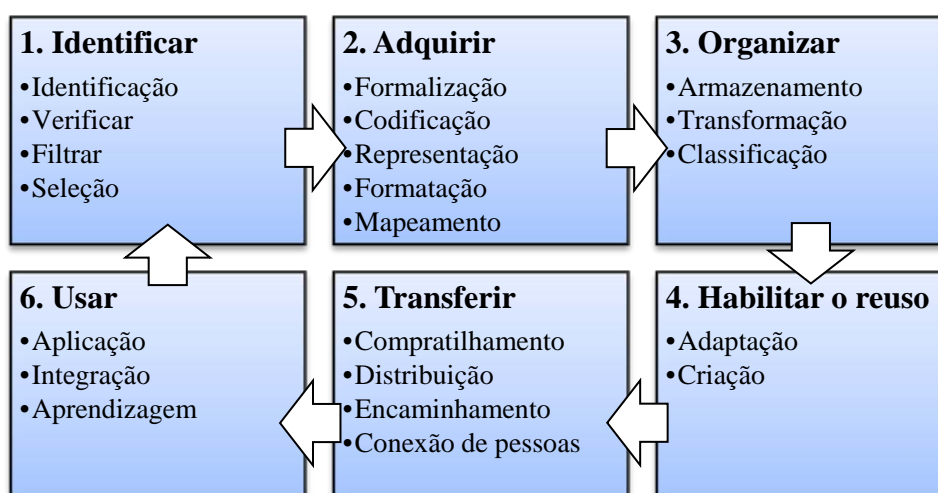 1. Identificar
•Identificação
•Verificar
•Filtrar
•Seleção
2. Adquirir
•Formalização
•Codificação
•Representação
•Formatação
•Mapeamento
3. Organizar
•Armazenamento
•Transformação
•Classificação
4. Habilitar o reuso
•Adaptação
•Criação
5. Transferir
•Compratilhamento
•Distribuição
•Encaminhamento
•Conexão de pessoas
6. Usar
•Aplicação
•Integração
•Aprendizagem